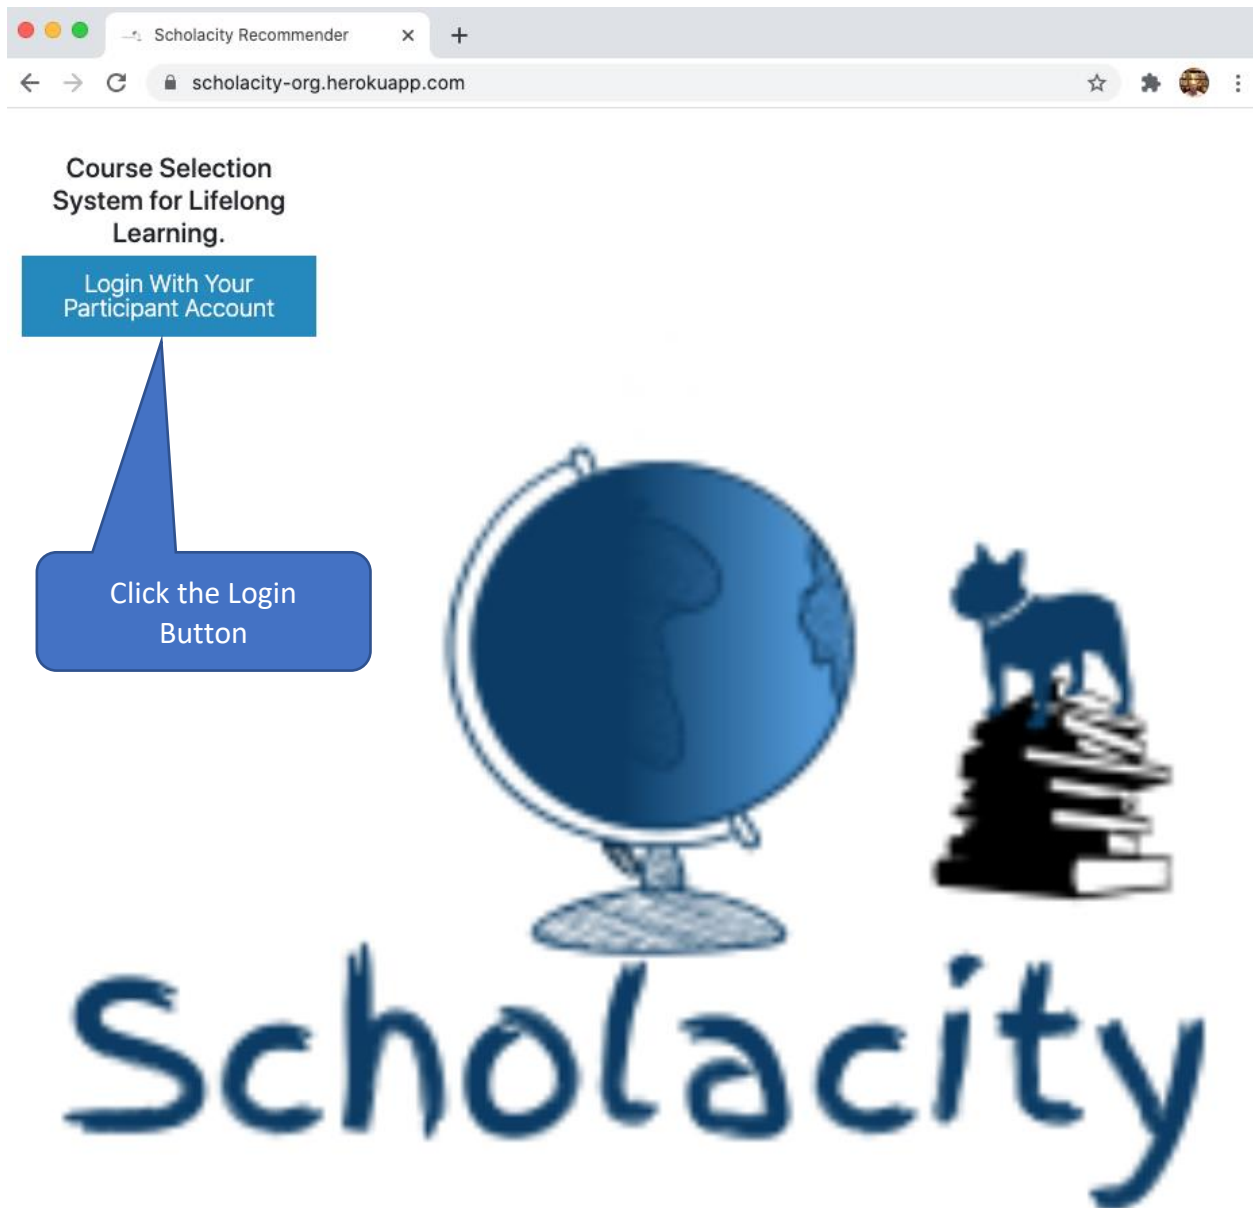 Scholacity Recommender
scholacity-org.herokuapp.com
Course Selection
System for Lifelong
Learning.
Login With Your
Participant Account
Click the Login
Button
Scholacity